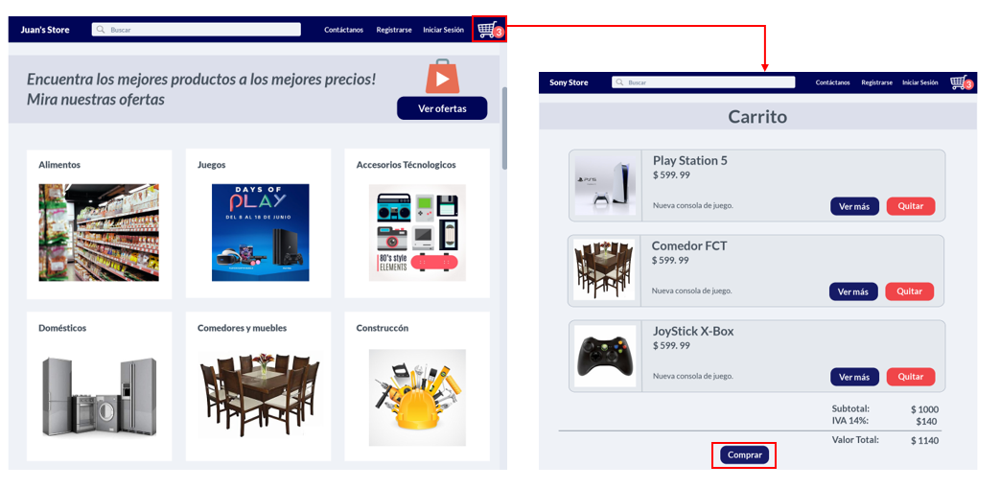 Juan's Store
Buscar
Contáctanos
Registrarse
Iniciar Sesión
3
Encuentra los mejores productos a los mejores precios!
Mira nuestras ofertas
Ver ofertas
Alimentos
Juegos
DAYS OF
PLAY
DEL 8 AL 18 DE JUNIO
Accesorios Técnologicos
80's style
ELEMENTS
Domésticos
Comedores y muebles
Construccón
Sony Store
Buscar
Contáctanos
Registrarse
Iniciar Sesión
3
Carrito
PS5
Play Station 5
$ 599. 99
Nueva consola de juego.
Ver más
Quitar
Comedor FCT
$ 599. 99
Nueva consola de juego.
Ver más
Quitar
JoyStick X-Box
$ 599. 99
Nueva consola de juego.
Ver más
Quitar
Subtotal: $ 1000
IVA 14%: $140
Valor Total: $ 1140
Comprar